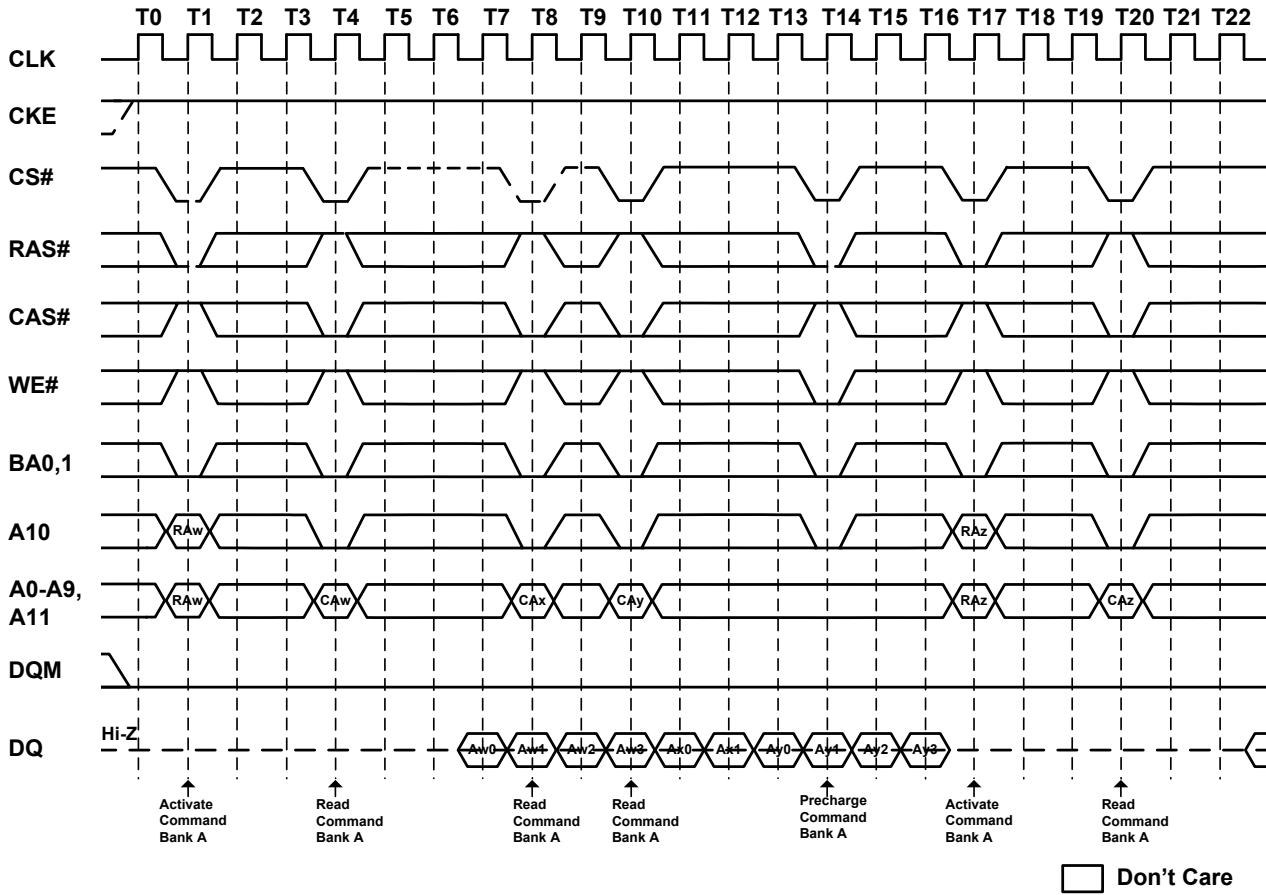 T0 T1 T2 T3 T4 T5 T6 T7 T8 T9 T10 T11 T12 T13 T14 T15 T16 T17 T18 T19 T20 T21 T22
CLK
CKE
CS#
RAS#
CAS#
WE#
BA0,1
A10
RAw RAz
A0-A9,
A11
RAw CAw CAx CAy RAz CAz
DQM
Hi-Z
DQ
Aw0 Aw1 Aw2 Aw3 Ax0 Ax1 Ay0 Ay1 Ay2 Ay3
Activate
Command
Bank A
Read
Command
Bank A
Read
Command
Bank A
Read
Command
Bank A
Precharge
Command
Bank A
Activate
Command
Bank A
Read
Command
Bank A
Don't Care